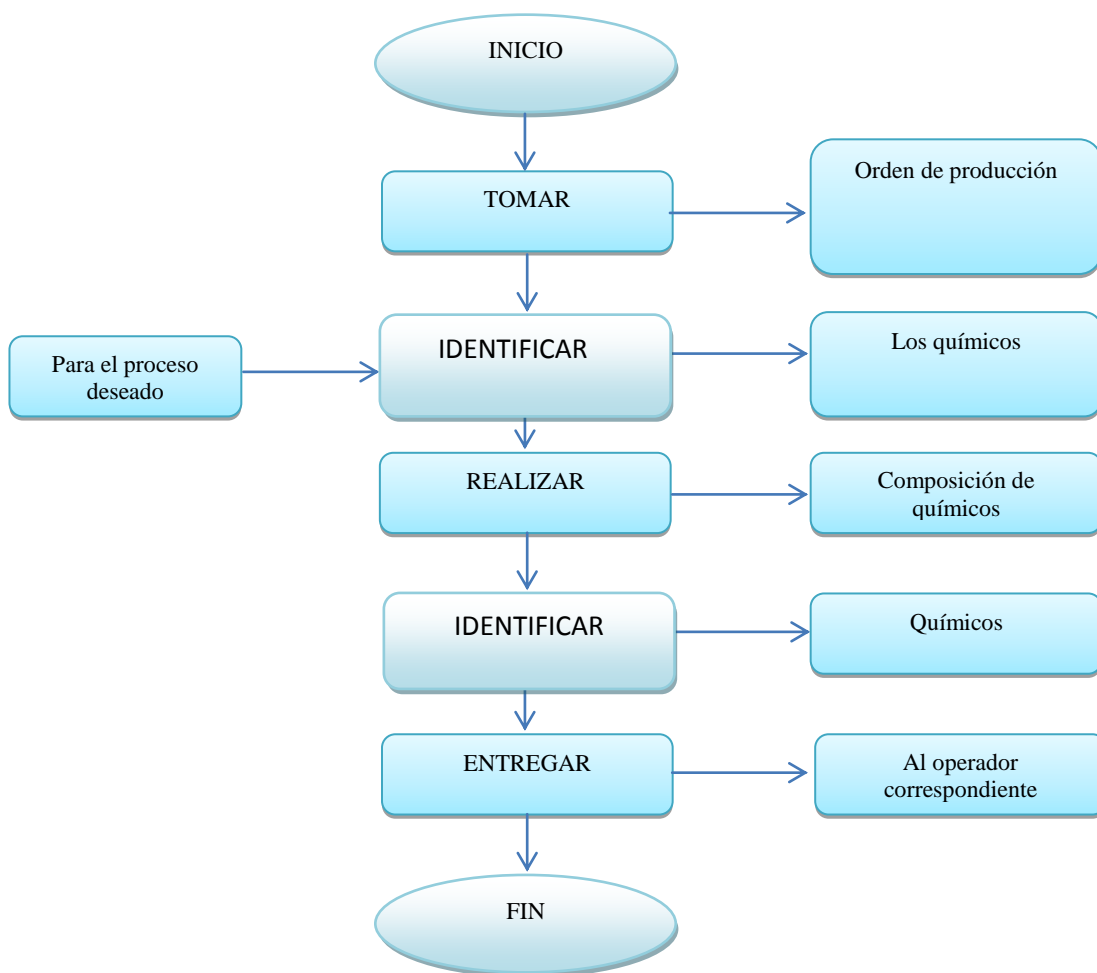 INICIO
TOMAR
Orden de producción
Para el proceso
deseado
IDENTIFICAR
Los químicos
REALIZAR
Composición de
químicos
IDENTIFICAR
Químicos
ENTREGAR
Al operador
correspondiente
FIN